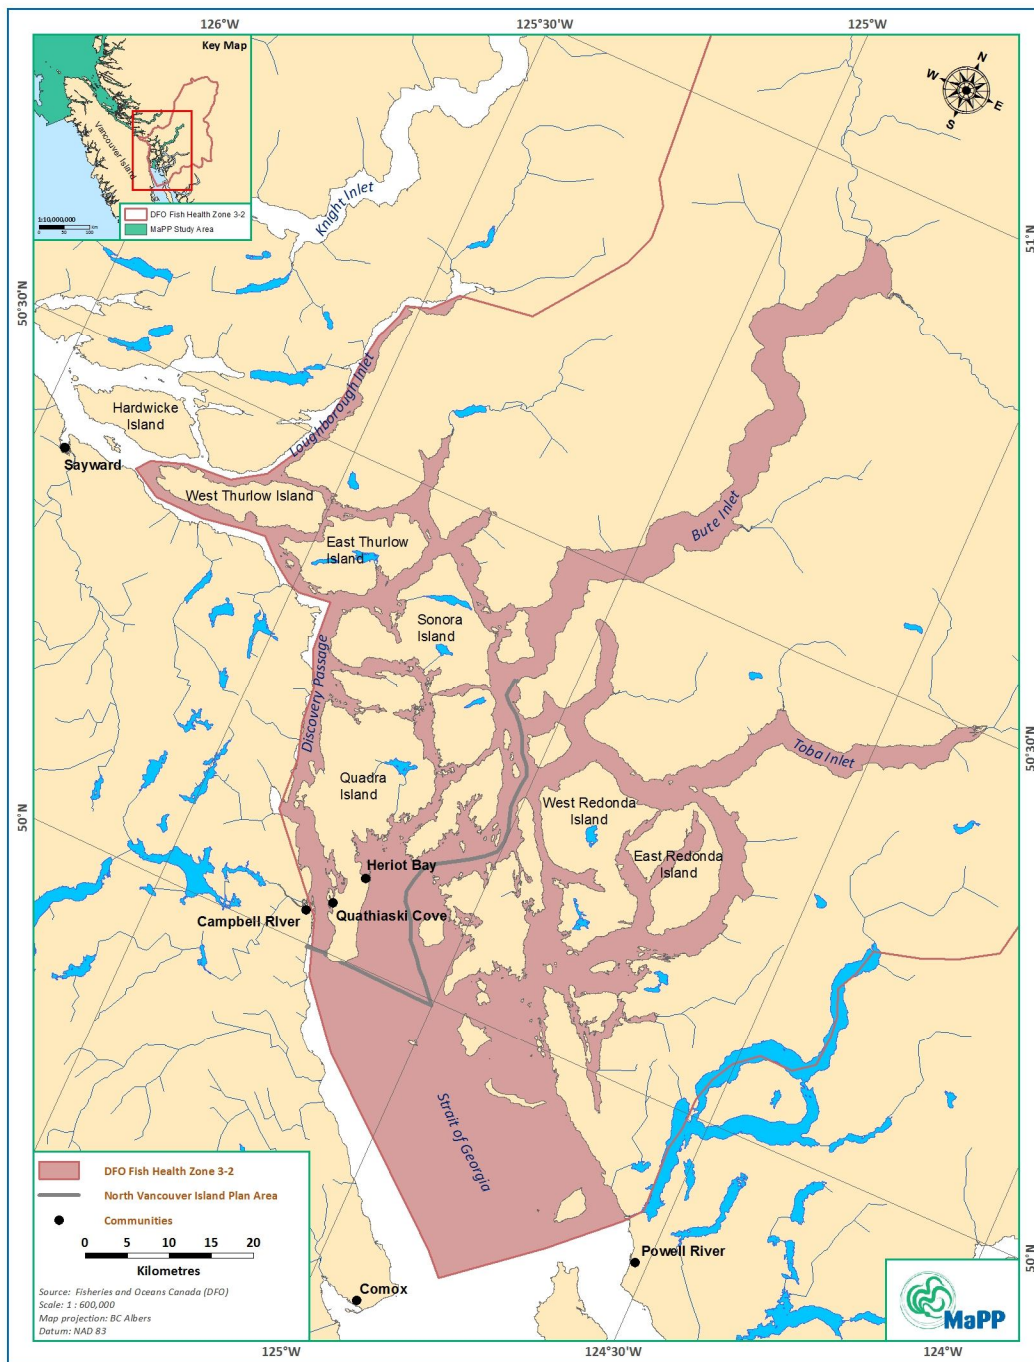 126°W
125°30'W
125°W
Key Map
Vancouver Island
1:10,000,000
0 50 100 km
DFO Fish Health Zone 3-2
MaPP Study Area
N
W
E
S
Knight Inlet
51°N
50°30'N
Loughborough Inlet
Hardwicke
Island
Sayward
West Thurlow Island
East Thurlow
Island
Bute Inlet
Sonora
Island
Discovery Passage
Toba Inlet
50°30'N
Quadra
Island
West Redonda
Island
50°N
East Redonda
Island
Heriot Bay
Quathiaski Cove
Campbell RIver
Strait of Georgia
DFO Fish Health Zone 3-2
North Vancouver Island Plan Area
Communities
0 5 10 15 20
Kilometres
Source: Fisheries and Oceans Canada (DFO)
Scale: 1 : 600,000
Map projection: BC Albers
Datum: NAD 83
Comox
Powell River
50°N
MaPP
125°W
124°30'W
124°W